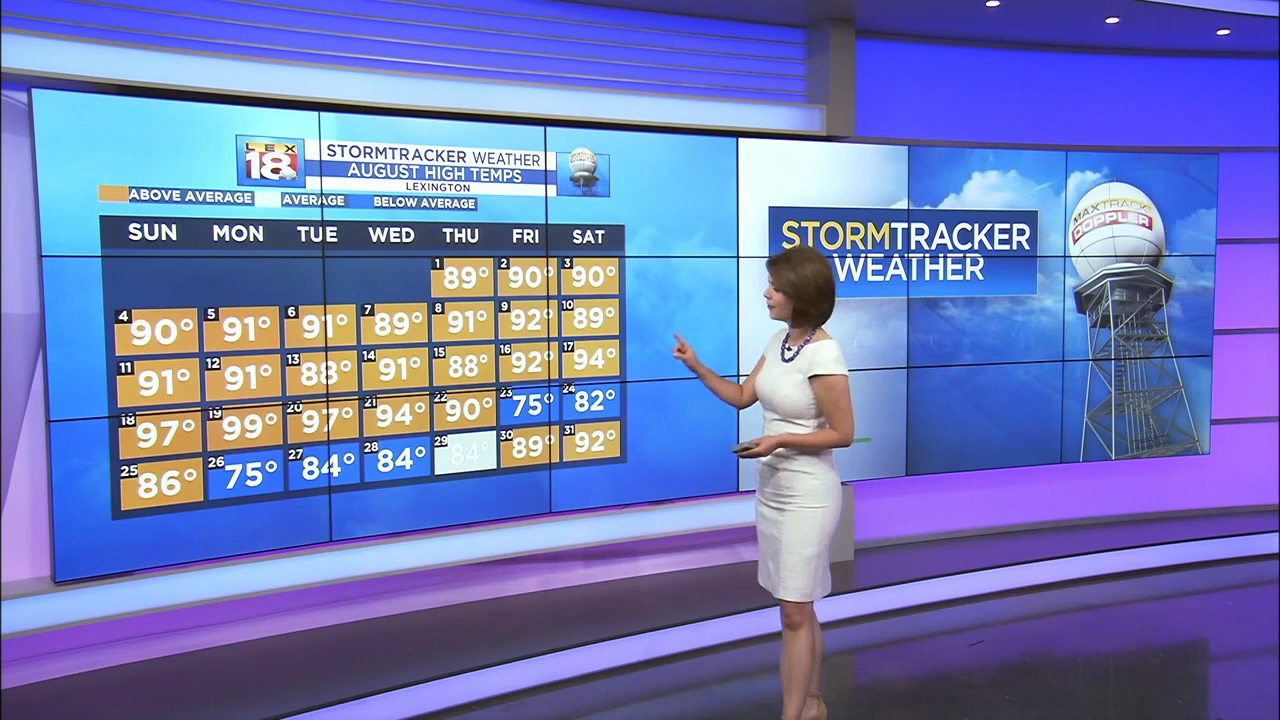 LEX
18
STORMTRACKER WEATHER
AUGUST HIGH TEMPS
LEXINGTON
ABOVE AVERAGE AVERAGE BELOW AVERAGE
SUN MON TUE WED THU FRI SAT
1 89° 2 90° 3 90°
4 90° 5 91° 6 91° 7 89° 8 91° 9 92° 10 89°
11 91° 12 91° 13 88° 14 91° 15 88° 16 92° 17 94°
18 97° 19 99° 20 97° 21 94° 22 90° 23 75° 24 82°
25 86° 26 75° 27 84° 28 84° 29 84° 30 89° 31 92°
STORMTRACKER
WEATHER
MAXTRACK
DOPPLER